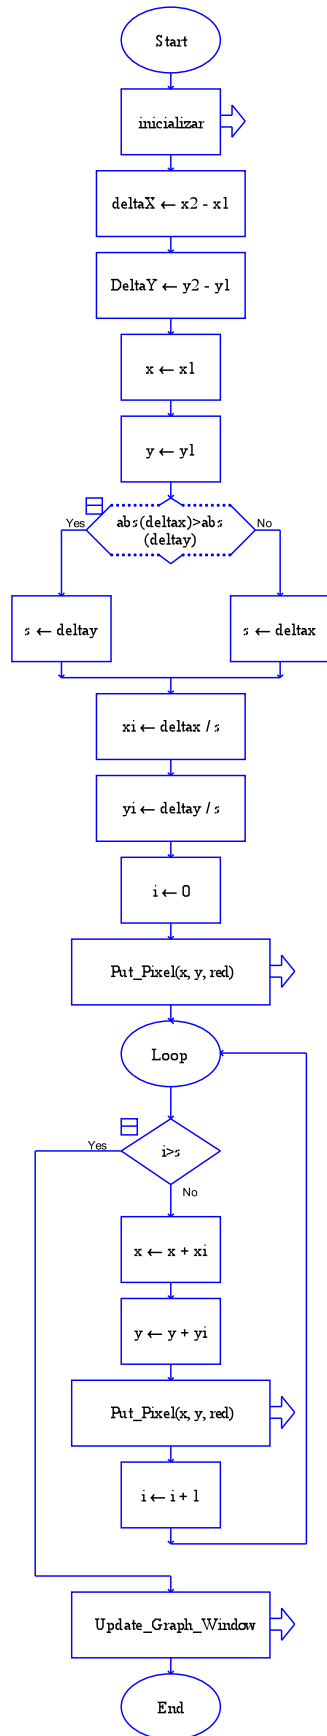 Start
inicializar
deltaX ← x2 - x1
DeltaY ← y2 - y1
x ← x1
y ← y1
abs(deltax)>abs
(deltay)
Yes
No
s ← deltay
s ← deltax
xi ← deltax / s
yi ← deltay / s
i ← 0
Put_Pixel(x, y, red)
Loop
i>s
Yes
No
x ← x + xi
y ← y + yi
Put_Pixel(x, y, red)
i ← i + 1
Update_Graph_Window
End